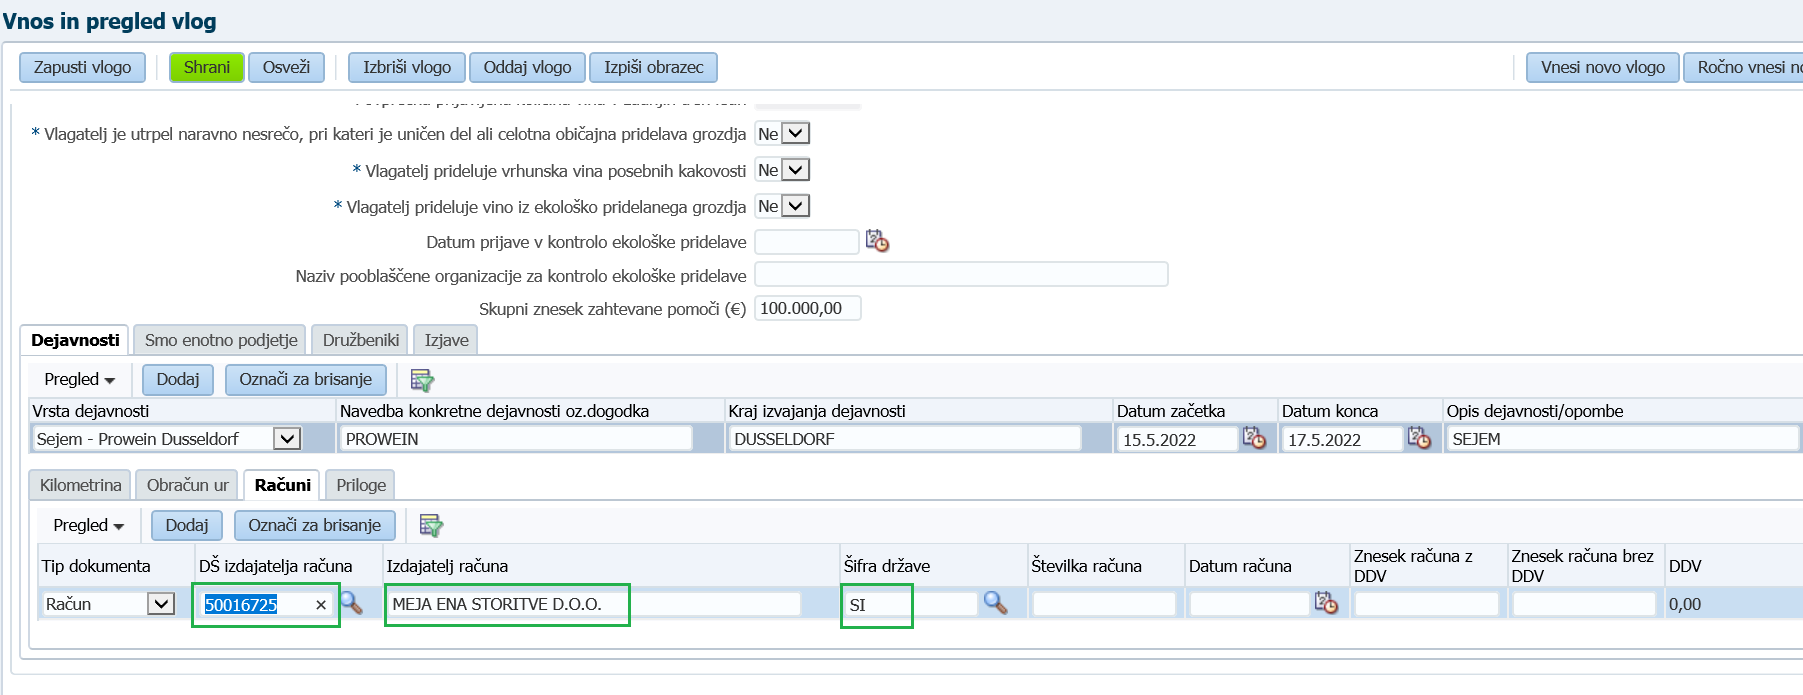 Vnos in pregled vlog
Zapusti vlogo Shrani Osveži Izbriši vlogo Oddaj vlogo Izpiši obrazec Vnesi novo vlogo Ročno vnesi
* Vlagatelj je utrpel naravno nesrečo, pri kateri je uničen del ali celotna običajna pridelava grozdja Ne
* Vlagatelj prideluje vrhunska vina posebnih kakovosti Ne
* Vlagatelj prideluje vino iz ekološko pridelanega grozdja Ne
Datum prijave v kontrolo ekološke pridelave
Naziv pooblaščene organizacije za kontrolo ekološke pridelave
Skupni znesek zahtevane pomoči (€) 100.000,00
Dejavnosti Smo enotno podjetje Družbeniki Izjave
Pregled Dodaj Označi za brisanje
Vrsta dejavnosti Navedba konkretne dejavnosti oz.dogodka Kraj izvajanja dejavnosti Datum začetka Datum konca Opis dejavnosti/opombe
Sejem - Prowein Dusseldorf PROWEIN DUSSELDORF 15.5.2022 17.5.2022 SEJEM
Kilometrina Obračun ur Računi Priloge
Pregled Dodaj Označi za brisanje
Tip dokumenta DŠ izdajatelja računa Izdajatelj računa Šifra države Številka računa Datum računa Znesek računa z DDV Znesek računa brez DDV DDV
Račun 50016725 MEJA ENA STORITVE D.O.O. SI 0,00